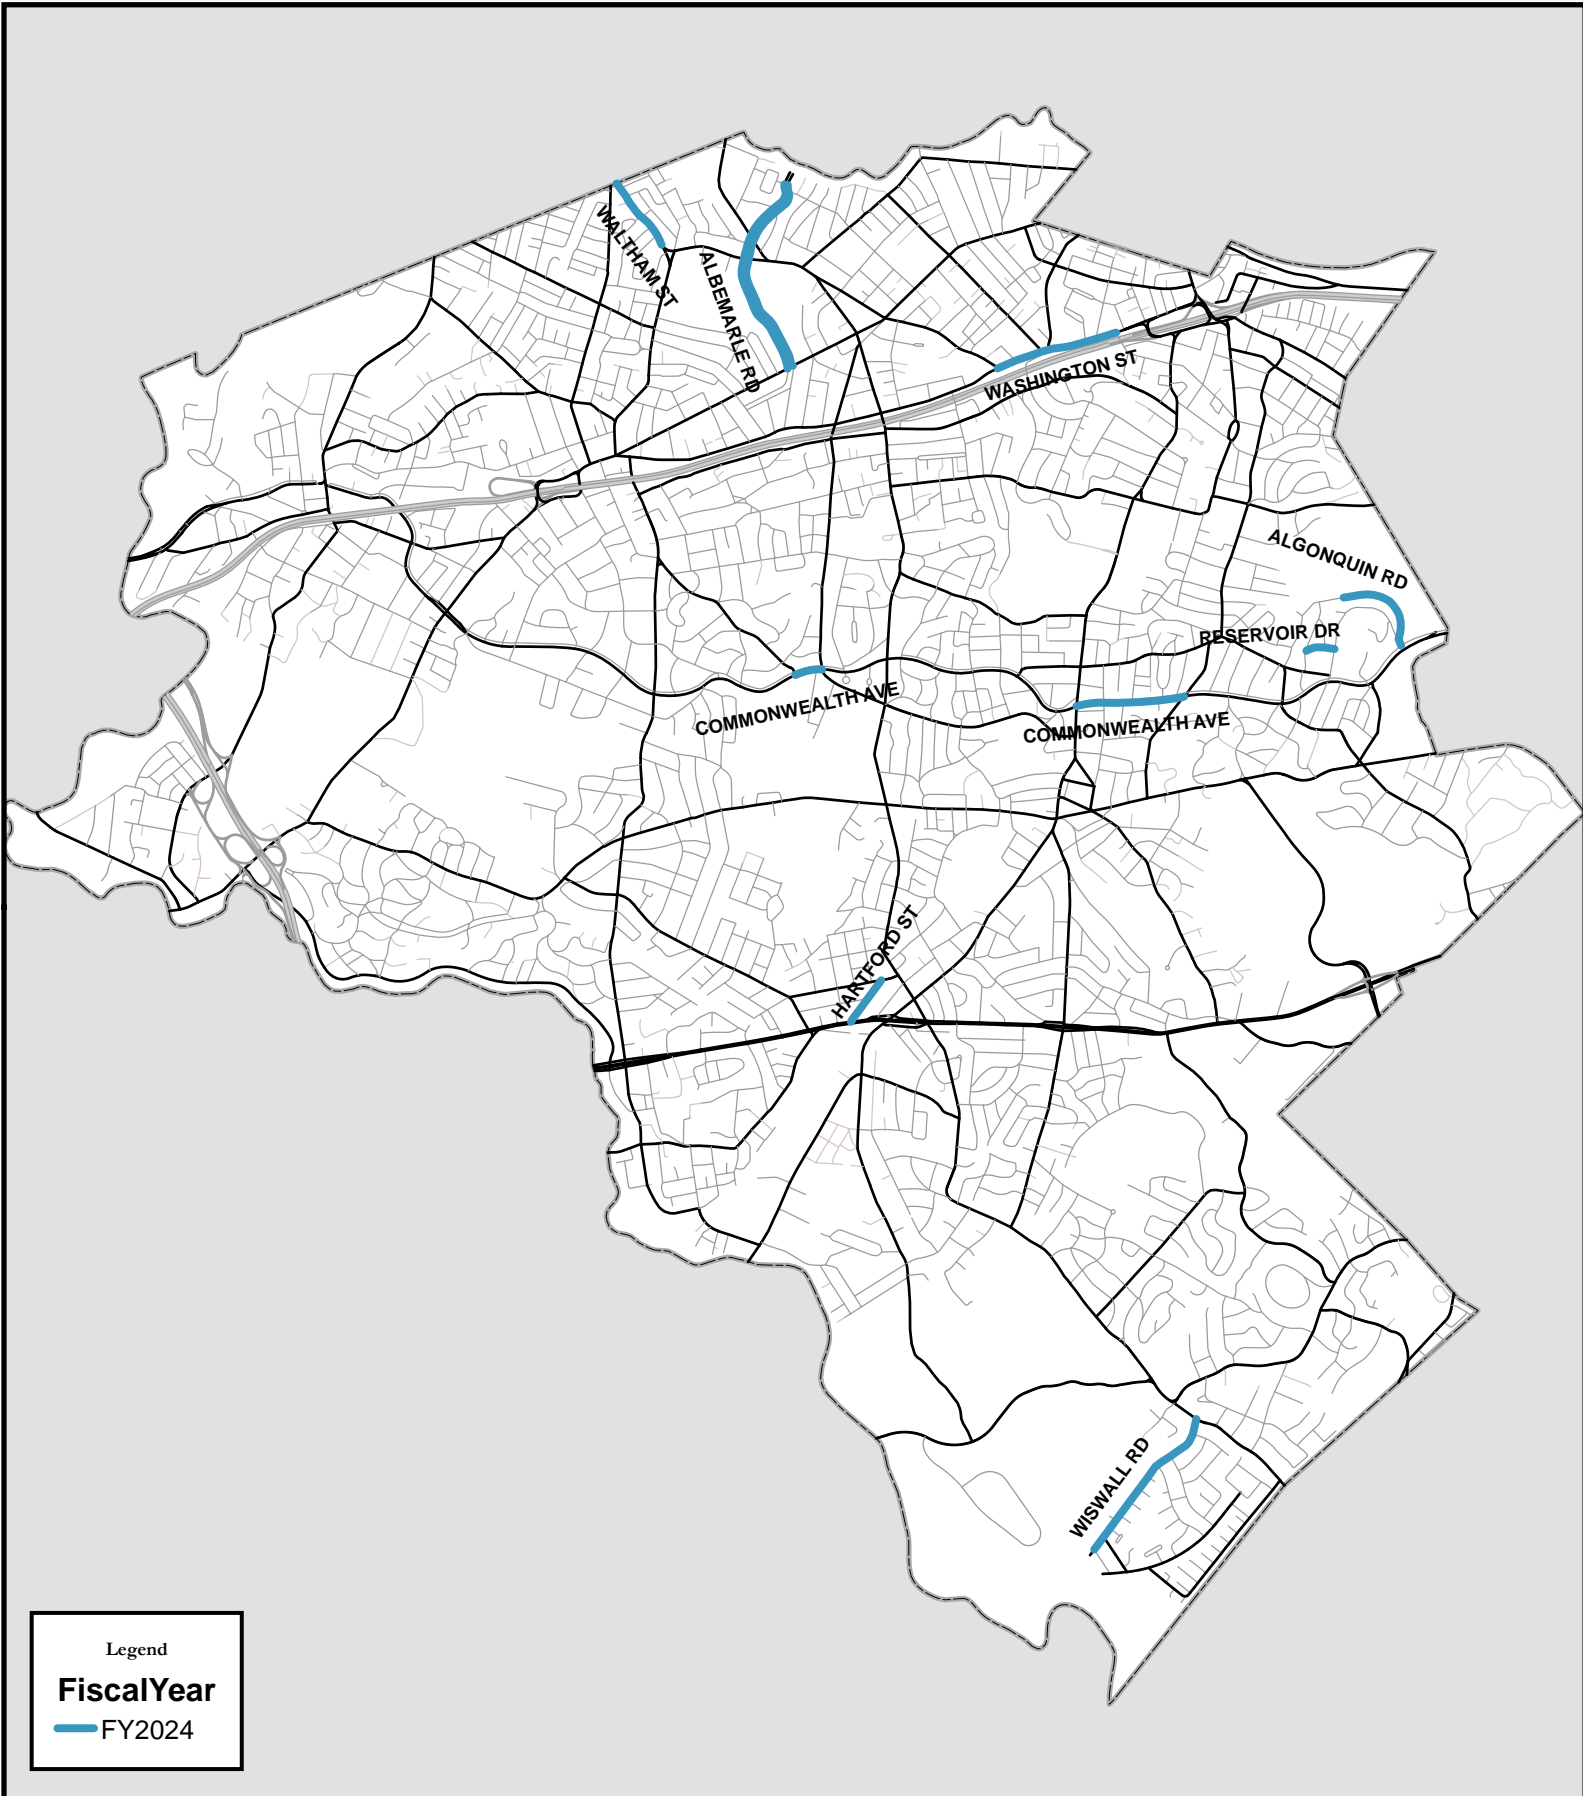 WALTHAM ST
ALBEMARLE RD
WASHINGTON ST
ALGONQUIN RD
RESERVOIR DR
COMMONWEALTH AVE
COMMONWEALTH AVE
HARTFORD ST
WISWALL RD
Legend
FiscalYear
FY2024